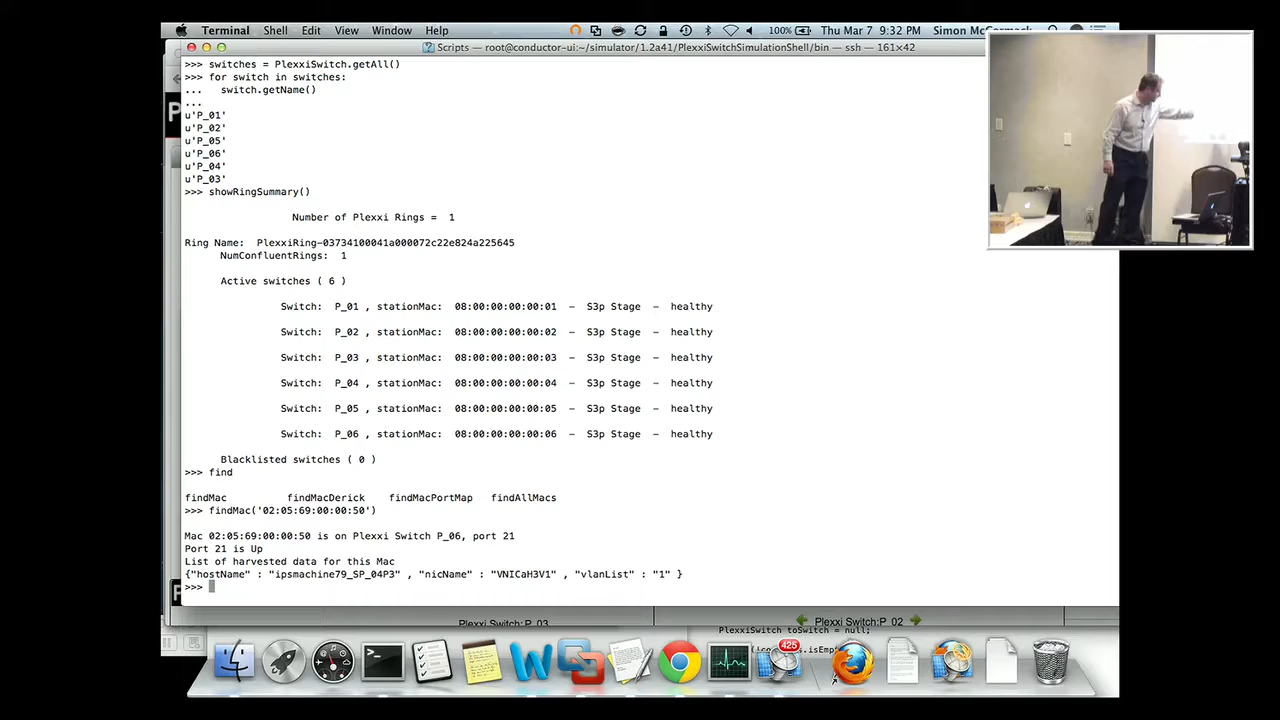 Terminal Shell Edit View Window Help 100% Thu Mar 7 9:32 PM Simon McCormack
Scripts — root@conductor-ui:~/simulator/1.2a41/PlexxiSwitchSimulationShell/bin — ssh — 161×42
>>> switches = PlexxiSwitch.getAll()
>>> for switch in switches:
...   switch.getName()
...
u'P_01'
u'P_02'
u'P_05'
u'P_06'
u'P_04'
u'P_03'
>>> showRingSummary()
Number of Plexxi Rings =  1
Ring Name:  PlexxiRing-03734100041a000072c22e824a225645
NumConfluentRings:  1
Active switches ( 6 )
Switch:  P_01 , stationMac:  08:00:00:00:00:01  -  S3p Stage  -  healthy
Switch:  P_02 , stationMac:  08:00:00:00:00:02  -  S3p Stage  -  healthy
Switch:  P_03 , stationMac:  08:00:00:00:00:03  -  S3p Stage  -  healthy
Switch:  P_04 , stationMac:  08:00:00:00:00:04  -  S3p Stage  -  healthy
Switch:  P_05 , stationMac:  08:00:00:00:00:05  -  S3p Stage  -  healthy
Switch:  P_06 , stationMac:  08:00:00:00:00:06  -  S3p Stage  -  healthy
Blacklisted switches ( 0 )
>>> find
findMac findMacDerick findMacPortMap findAllMacs
>>> findMac('02:05:69:00:00:50')
Mac 02:05:69:00:00:50 is on Plexxi Switch P_06, port 21
Port 21 is Up
List of harvested data for this Mac
{"hostName" : "ipsmachine79_SP_04P3" , "nicName" : "VNICaH3V1" , "vlanList" : "1" }
>>>
Plexxi Switch:P_03 Plexxi Switch:P_02
PlexxiSwitch toSwitch = null;
425